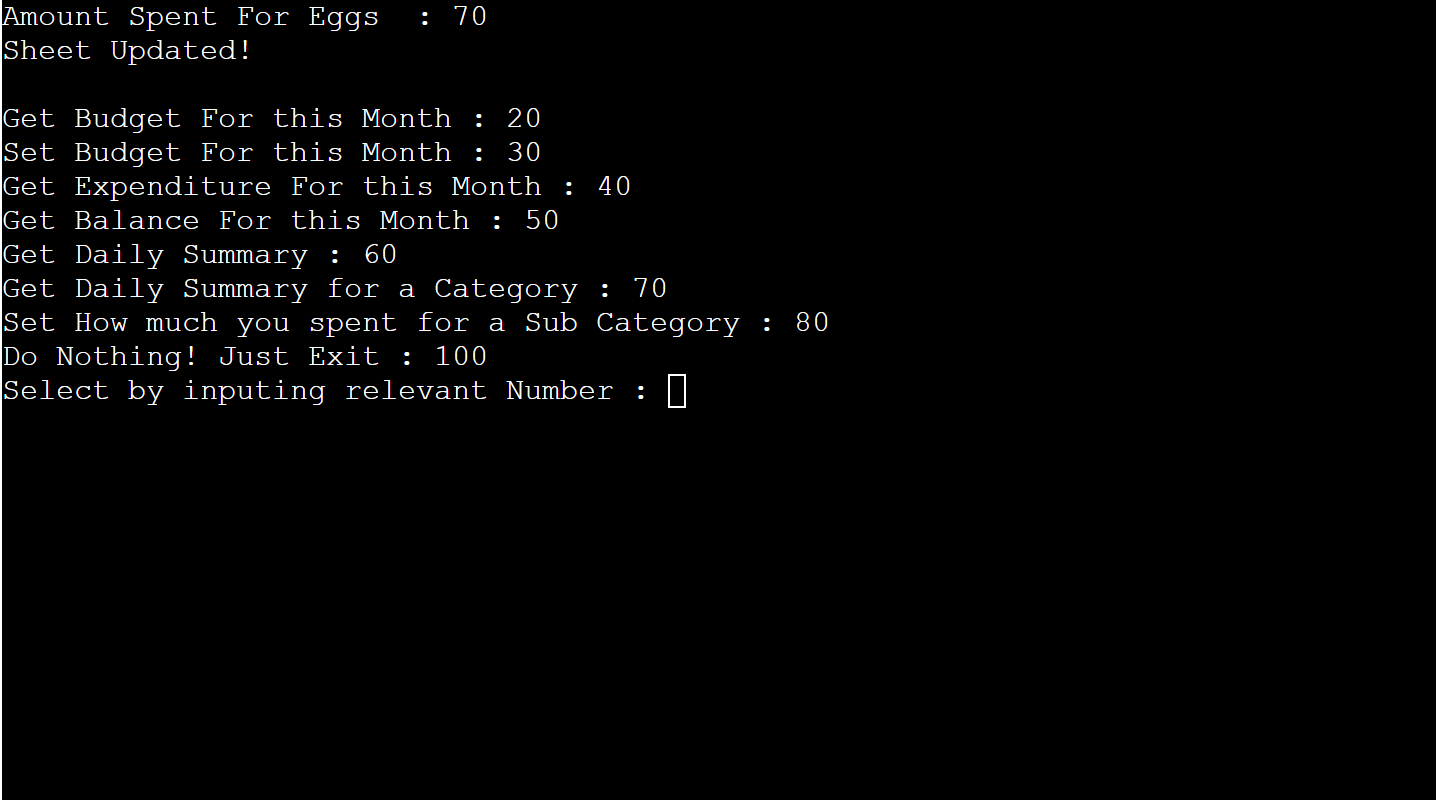 Amount Spent For Eggs  : 70
Sheet Updated!
Get Budget For this Month : 20
Set Budget For this Month : 30
Get Expenditure For this Month : 40
Get Balance For this Month : 50
Get Daily Summary : 60
Get Daily Summary for a Category : 70
Set How much you spent for a Sub Category : 80
Do Nothing! Just Exit : 100
Select by inputing relevant Number :